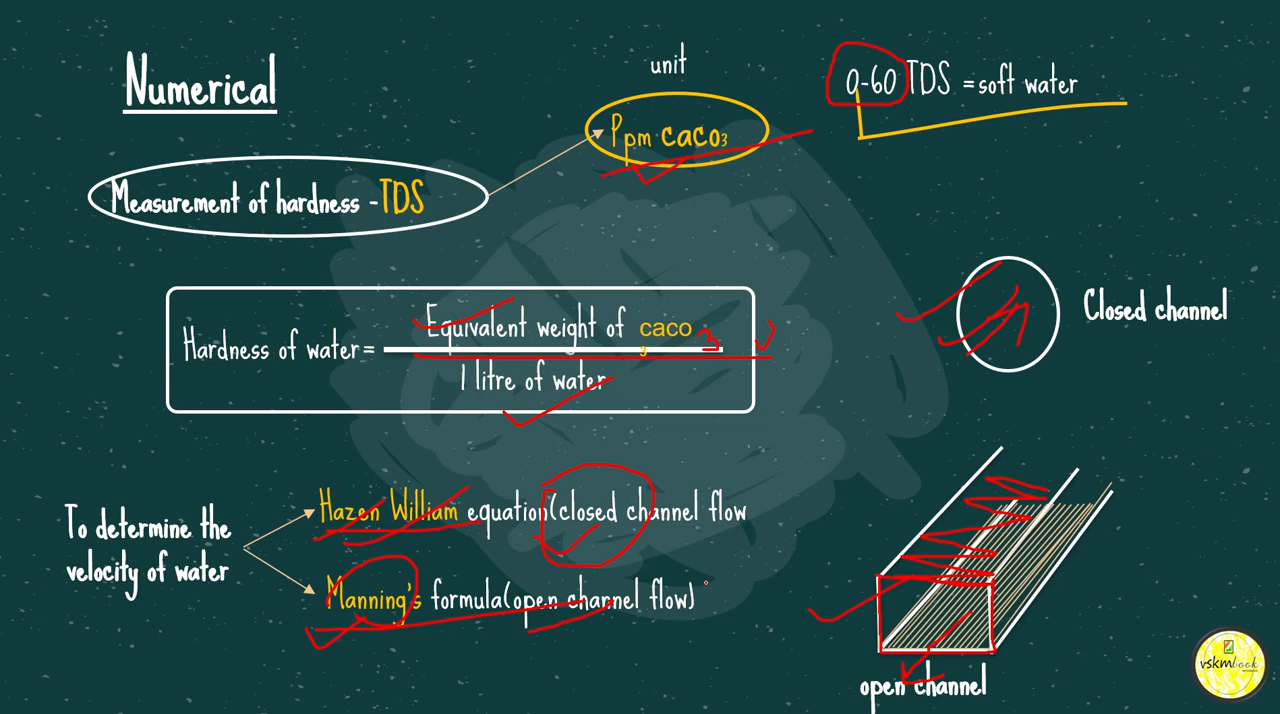 Numerical
unit
Ppm caco3
0-60 TDS = soft water
Measurement of hardness - TDS
Hardness of water =
Equivalent weight of caco3 3
1 litre of water
Closed channel
To determine the
velocity of water
Hazen William equation(closed channel flow
Manning's formula(open channel flow)
open channel
vskmbook